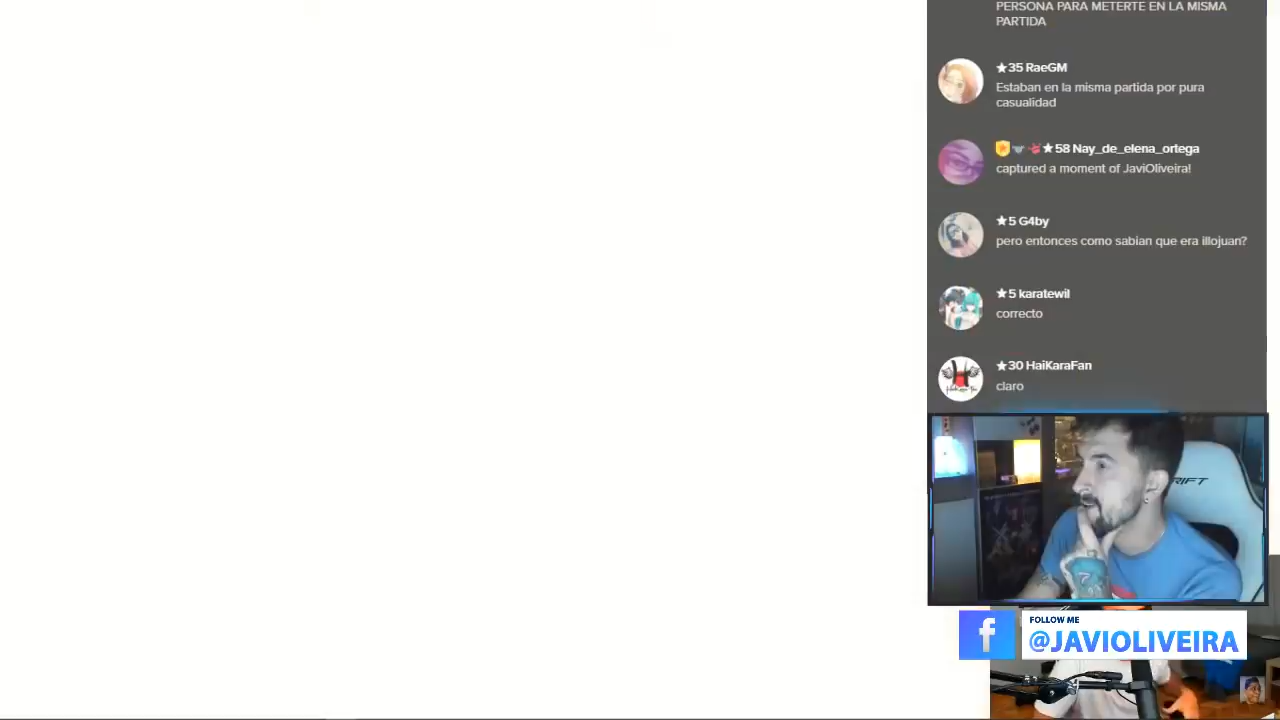 PERSONA PARA METERTE EN LA MISMA
PARTIDA
★35 RaeGM
Estaban en la misma partida por pura
casualidad
★58 Nay_de_elena_ortega
captured a moment of JaviOliveira!
★5 G4by
pero entonces como sabian que era illojuan?
★5 karatewil
correcto
★30 HaiKaraFan
claro
RIFT
FOLLOW ME
@JAVIOLIVEIRA